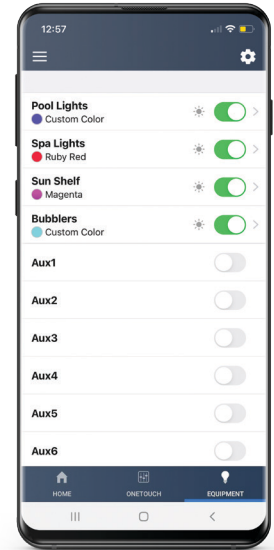 12:57
Pool Lights
Custom Color
Spa Lights
Ruby Red
Sun Shelf
Magenta
Bubblers
Custom Color
Aux1
Aux2
Aux3
Aux4
Aux5
Aux6
HOME ONETOUCH EQUIPMENT